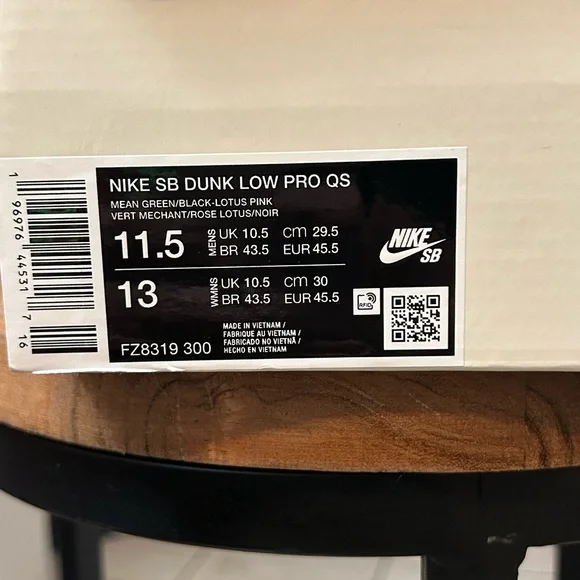 NIKE SB DUNK LOW PRO QS
MEAN GREEN/BLACK-LOTUS PINK
VERT MECHANT/ROSE LOTUS/NOIR
11.5 MENS UK 10.5 CM 29.5
BR 43.5 EUR 45.5
13 WMNS UK 10.5 CM 30
BR 43.5 EUR 45.5
RFID
NIKE
SB
FZ8319 300
MADE IN VIETNAM /
FABRIQUE AU VIETNAM /
FABRICADO NO VIETNÃ /
HECHO EN VIETNAM
1 96976 44531 7 16